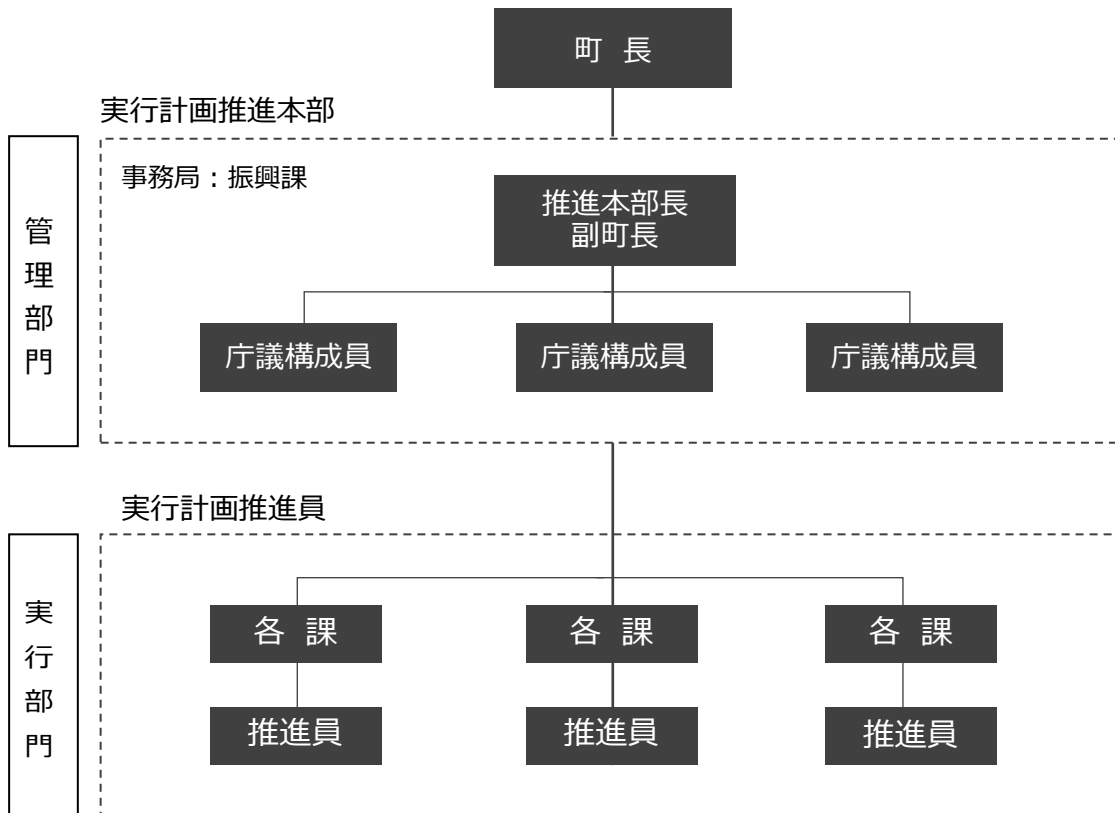 町 長
実行計画推進本部
管理部門
事務局：振興課
推進本部長
副町長
庁議構成員
庁議構成員
庁議構成員
実行計画推進員
実行部門
各 課
各 課
各 課
推進員
推進員
推進員